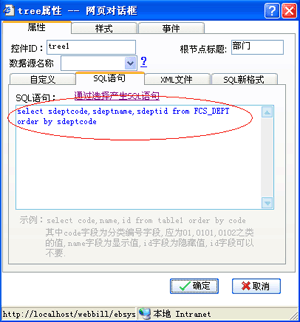 tree属性 -- 网页对话框
属性 样式 事件
控件ID： tree1 根节点标题: 部门
数据源名称 ?
自定义 SQL语句 XML文件 SQL新格式
SQL语句： 通过选择产生SQL语句
select sdeptcode,sdeptname,sdeptid from FCS_DEPT
order by sdeptcode
示例：select code,name,id from table1 order by code
其中code字段为分类编号字段,应为01,0101,0102之类
的值,name字段为显示值,id字段为隐藏值,id字段可以
不要.
确定 取消
http://localhost/webbill/ebsys 本地 Intranet